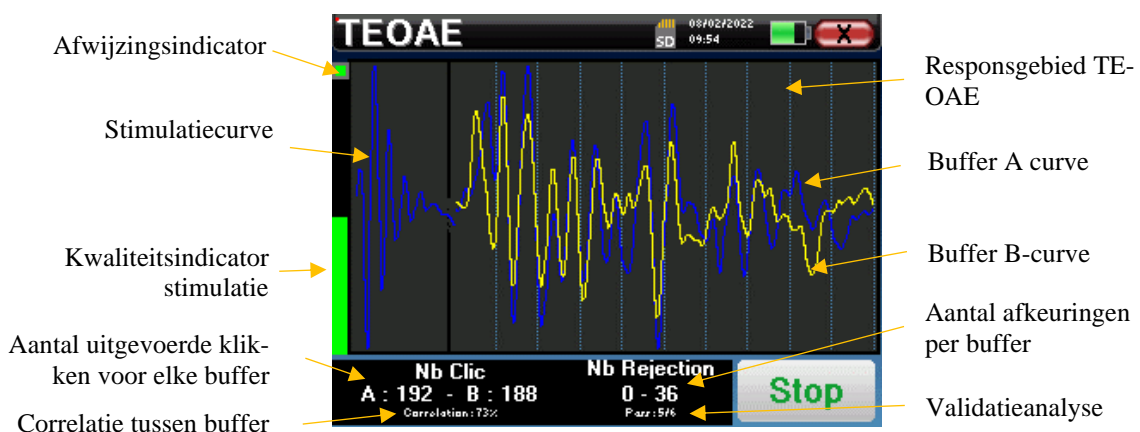 TEOAE
SD
08/02/2022
09:54
X
Afwijzingsindicator
Stimulatiecurve
Kwaliteitsindicator
stimulatie
Aantal uitgevoerde klik-
ken voor elke buffer
Correlatie tussen buffer
Responsgebied TE-
OAE
Buffer A curve
Buffer B-curve
Aantal afkeuringen
per buffer
Validatieanalyse
Nb Clic
A : 192 - B : 188
Correlation : 73%
Nb Rejection
0 - 36
Pass : 5/6
Stop